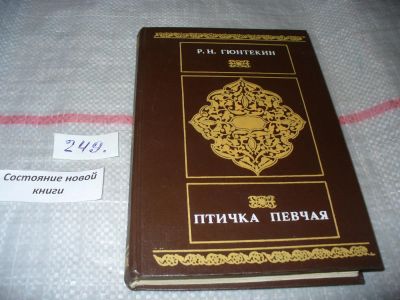 Р. Н. ГЮНТЕКИН
249.
Состояние новой
книги
ПТИЧКА ПЕВЧАЯ